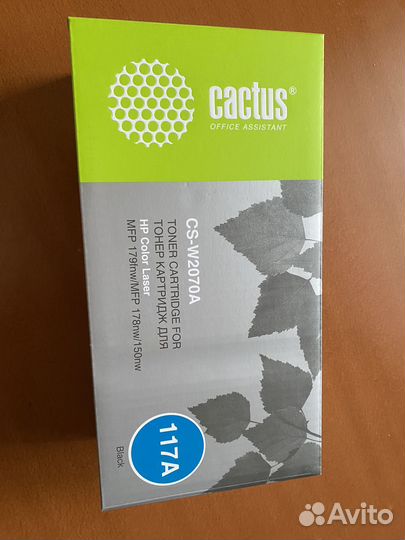 cactus®
OFFICE ASSISTANT
CS-W2070A
TONER CARTRIDGE FOR
ТОНЕР КАРТРИДЖ ДЛЯ
HP Color Laser
MFP 179fnw/MFP 178nw/150nw
117A
Black
Avito